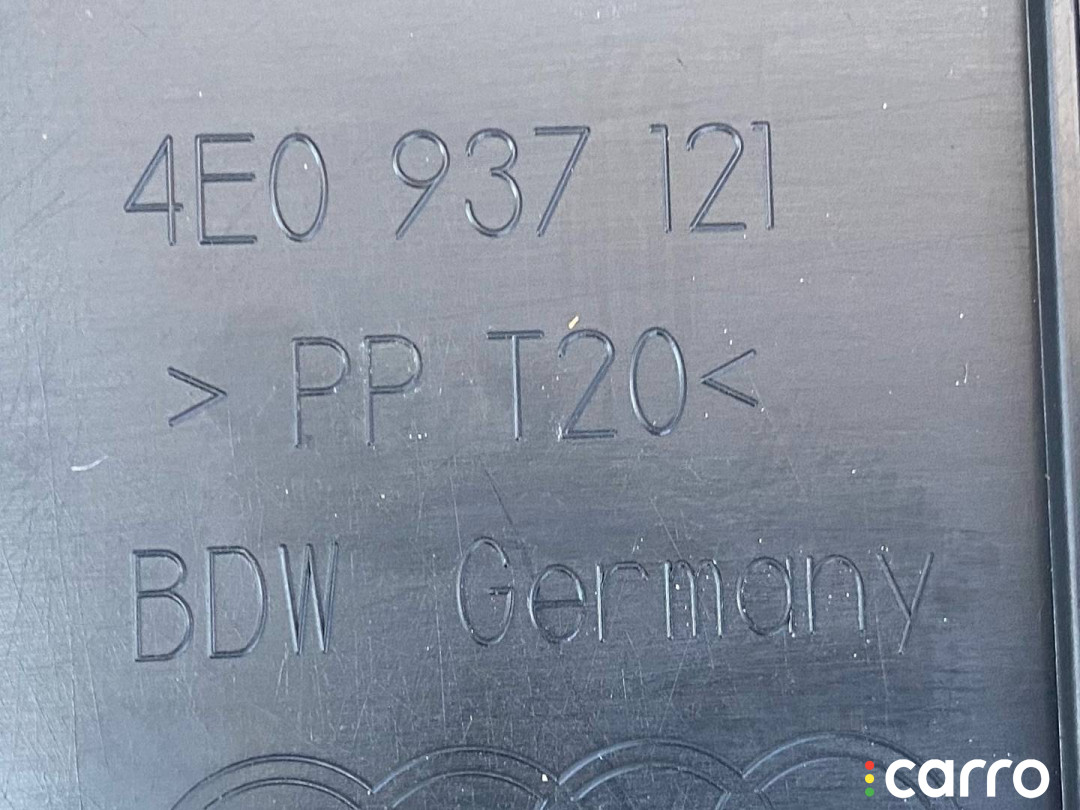 4E0 937 121
> PP T20<
BDW Germany
carro